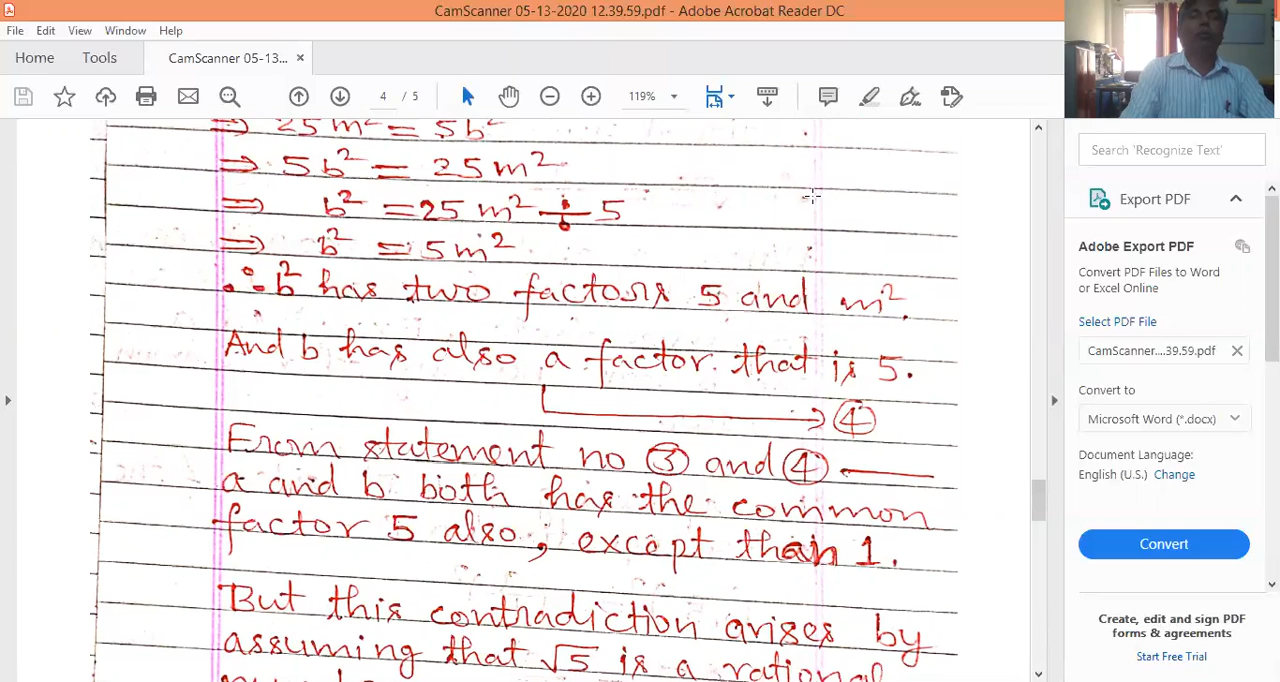 CamScanner 05-13-2020 12.39.59.pdf - Adobe Acrobat Reader DC
File Edit View Window Help
Home Tools CamScanner 05-13... ×
4 / 5 119%
⇒ 25m² = 5b²
⇒ 5b² = 25m²
⇒ b² = 25m² ÷ 5
⇒ b² = 5m²
∴ b² has two factors 5 and m².
And b has also a factor that is 5.
→ ④
From statement no ③ and ④ —
a and b both has the common
factor 5 also, except than 1.
But this contradiction arises by
assuming that √5 is a rational
Search 'Recognize Text'
Export PDF
Adobe Export PDF
Convert PDF Files to Word
or Excel Online
Select PDF File
CamScanner....39.59.pdf ×
Convert to
Microsoft Word (*.docx)
Document Language:
English (U.S.) Change
Convert
Create, edit and sign PDF
forms & agreements
Start Free Trial